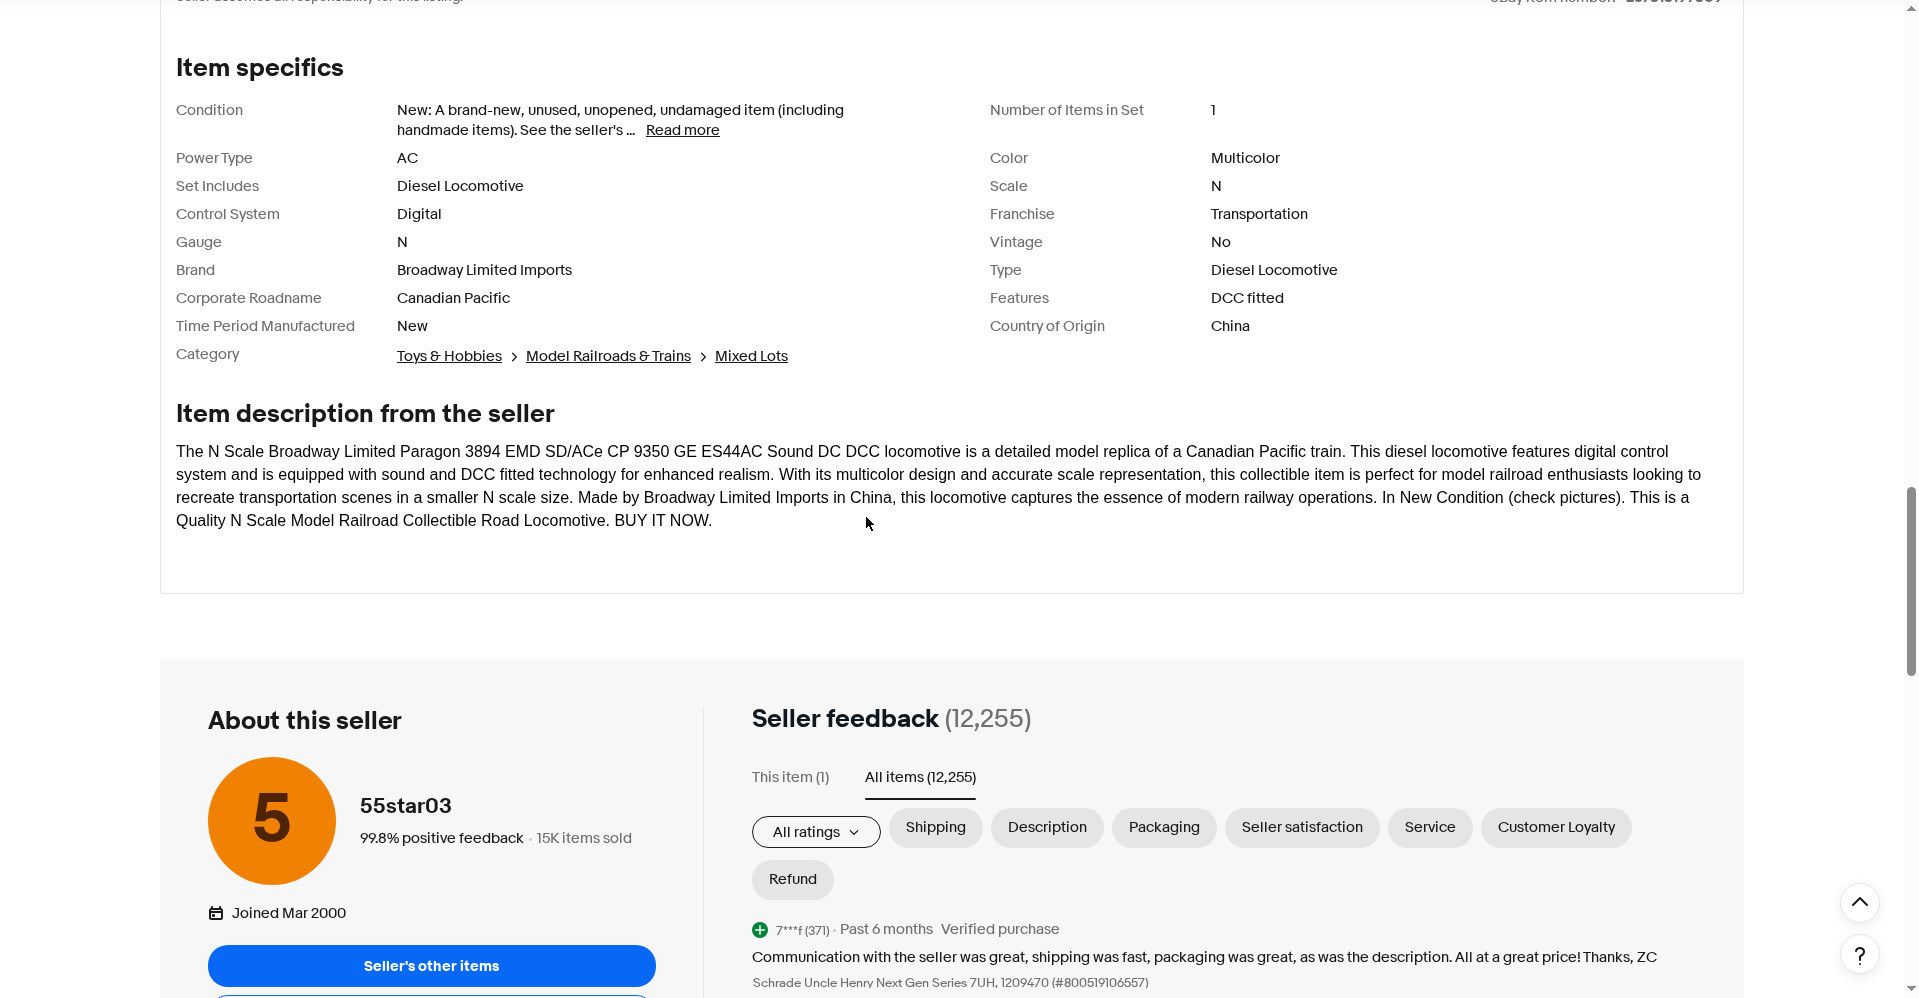 Item specifics
Condition
New: A brand-new, unused, unopened, undamaged item (including
handmade items). See the seller's ... Read more
Number of Items in Set
1
Power Type
AC
Color
Multicolor
Set Includes
Diesel Locomotive
Scale
N
Control System
Digital
Franchise
Transportation
Gauge
N
Vintage
No
Brand
Broadway Limited Imports
Type
Diesel Locomotive
Corporate Roadname
Canadian Pacific
Features
DCC fitted
Time Period Manufactured
New
Country of Origin
China
Category
Toys & Hobbies > Model Railroads & Trains > Mixed Lots
Item description from the seller
The N Scale Broadway Limited Paragon 3894 EMD SD/ACe CP 9350 GE ES44AC Sound DC DCC locomotive is a detailed model replica of a Canadian Pacific train. This diesel locomotive features digital control
system and is equipped with sound and DCC fitted technology for enhanced realism. With its multicolor design and accurate scale representation, this collectible item is perfect for model railroad enthusiasts looking to
recreate transportation scenes in a smaller N scale size. Made by Broadway Limited Imports in China, this locomotive captures the essence of modern railway operations. In New Condition (check pictures). This is a
Quality N Scale Model Railroad Collectible Road Locomotive. BUY IT NOW.
About this seller
5
55star03
99.8% positive feedback · 15K items sold
Joined Mar 2000
Seller's other items
Seller feedback (12,255)
This item (1)
All items (12,255)
All ratings
Shipping
Description
Packaging
Seller satisfaction
Service
Customer Loyalty
Refund
7***f (371) · Past 6 months Verified purchase
Communication with the seller was great, shipping was fast, packaging was great, as was the description. All at a great price! Thanks, ZC
Schrade Uncle Henry Next Gen Series 7UH, 1209470 (#800519106557)
?